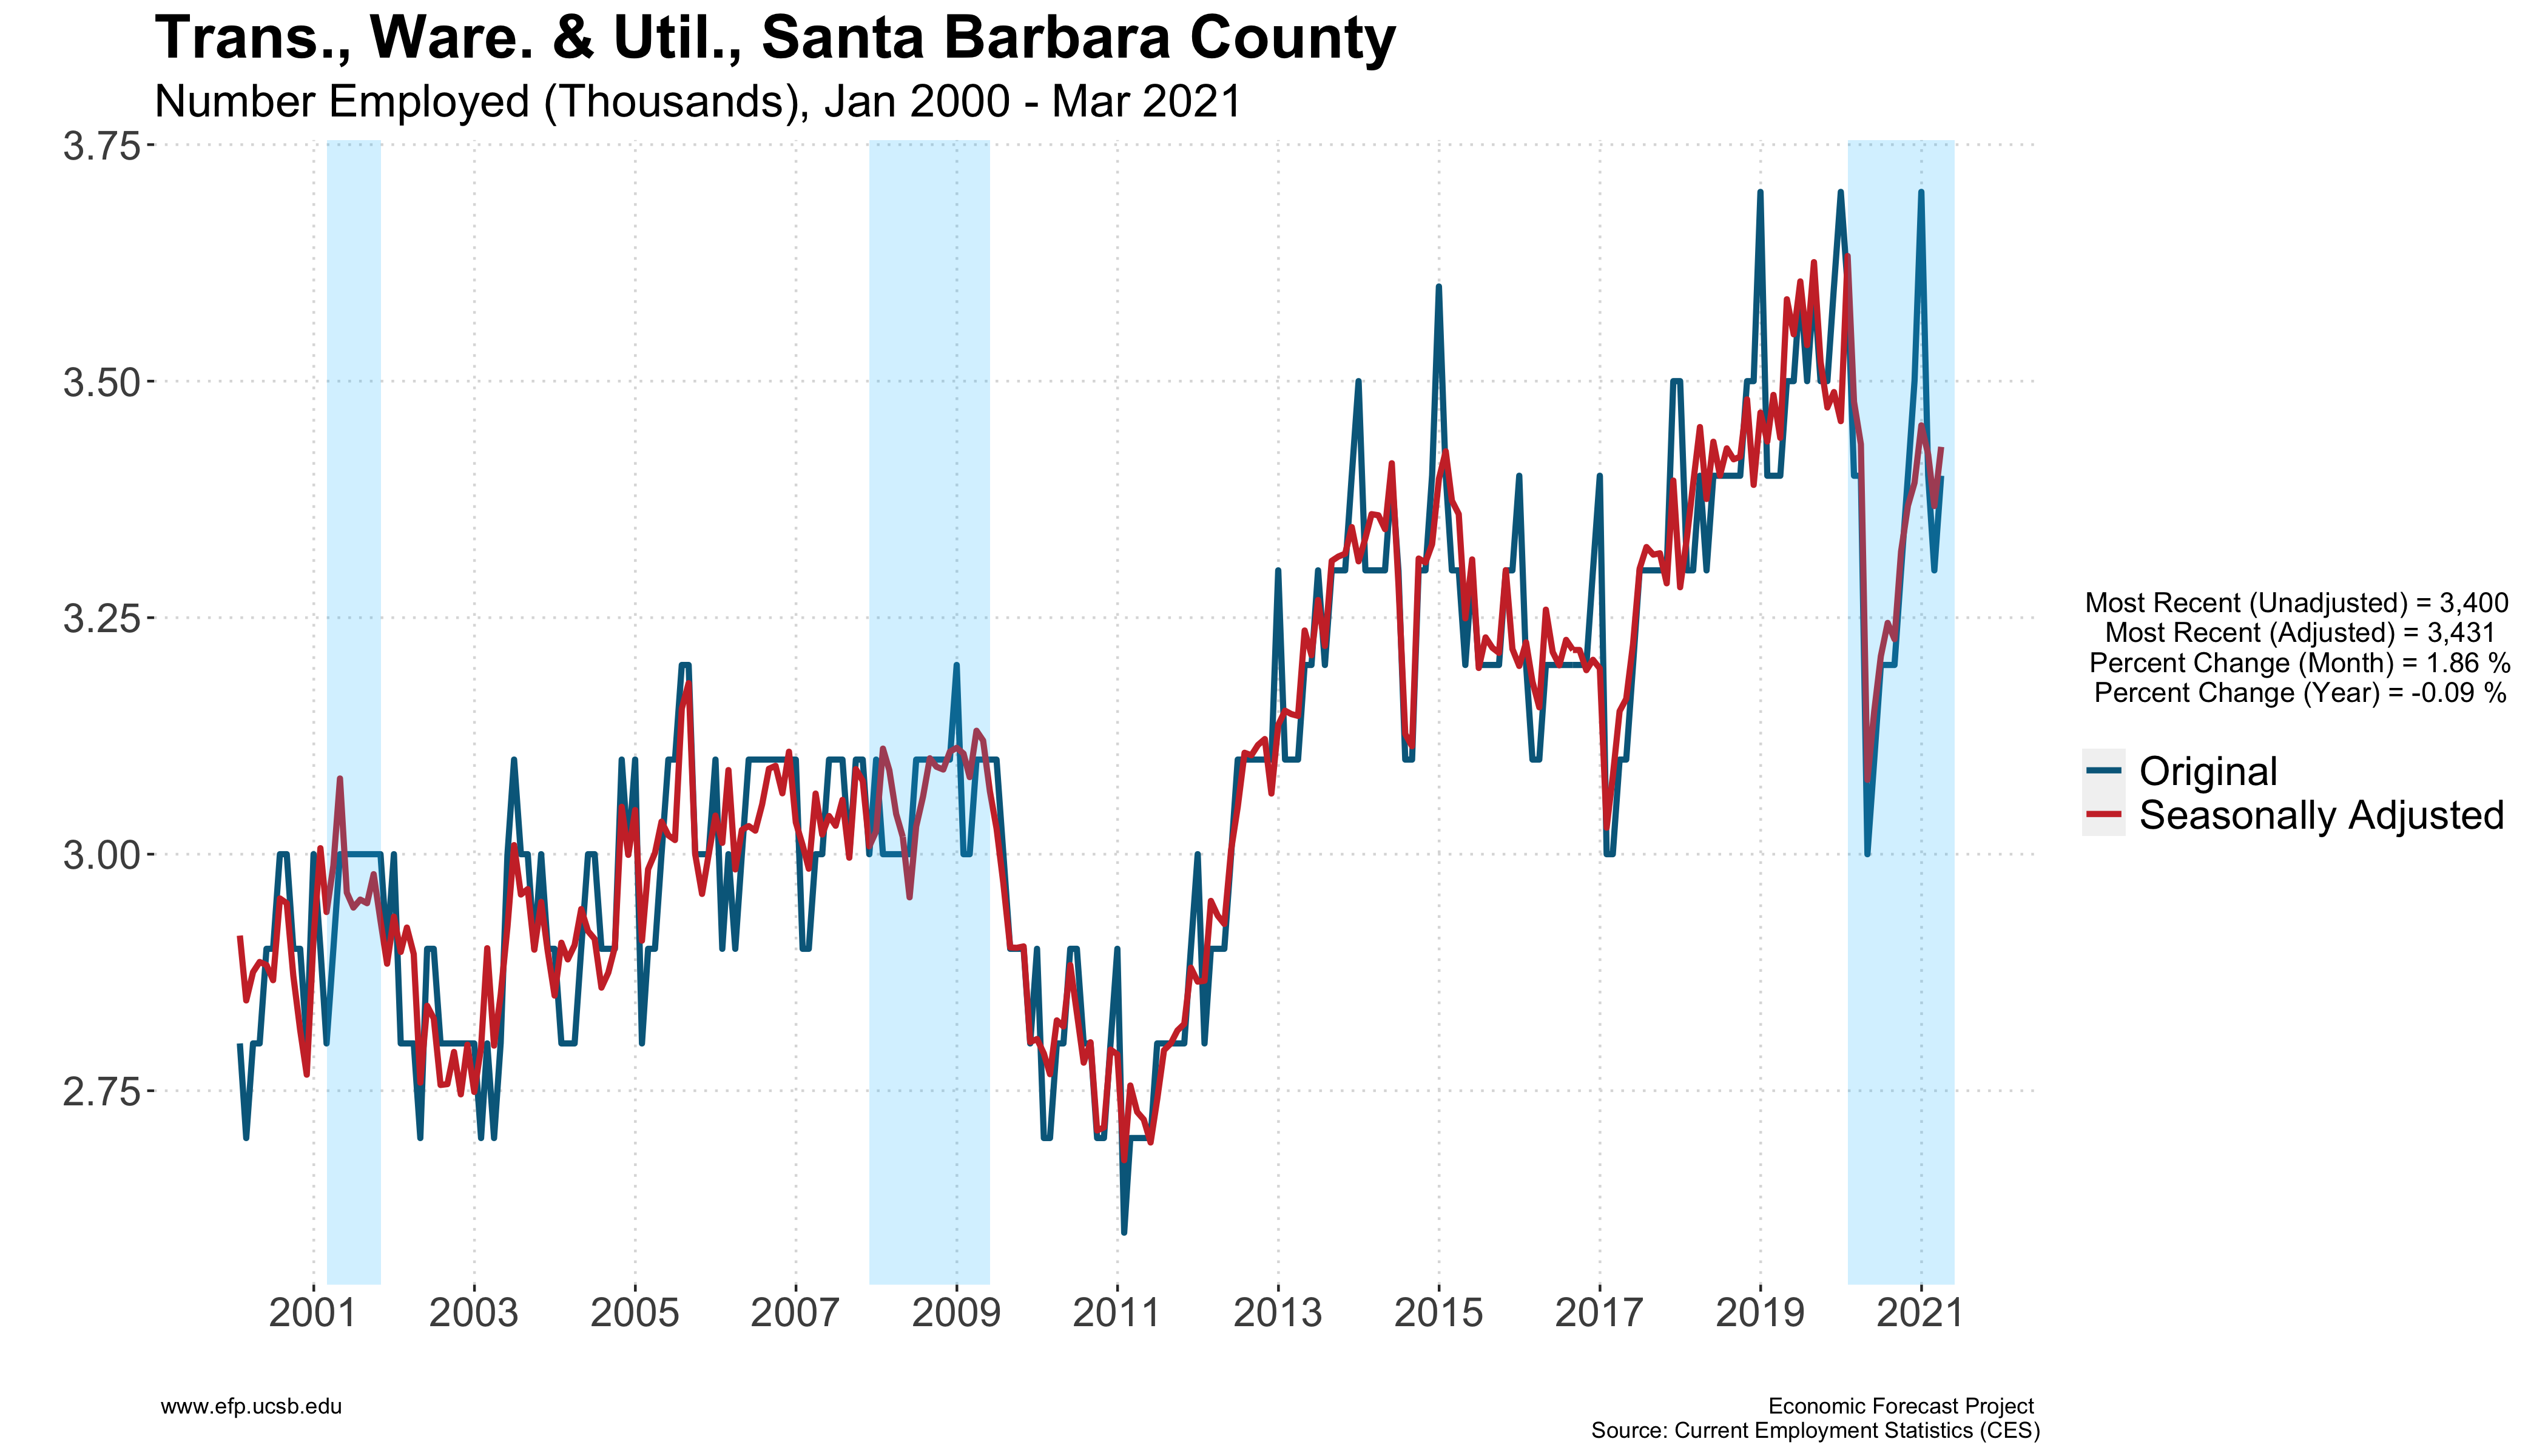 Trans., Ware. & Util., Santa Barbara County
Number Employed (Thousands), Jan 2000 - Mar 2021
3.75
3.50
3.25
3.00
2.75
2001 2003 2005 2007 2009 2011 2013 2015 2017 2019 2021
Most Recent (Unadjusted) = 3,400
Most Recent (Adjusted) = 3,431
Percent Change (Month) = 1.86 %
Percent Change (Year) = -0.09 %
Original
Seasonally Adjusted
www.efp.ucsb.edu
Economic Forecast Project
Source: Current Employment Statistics (CES)